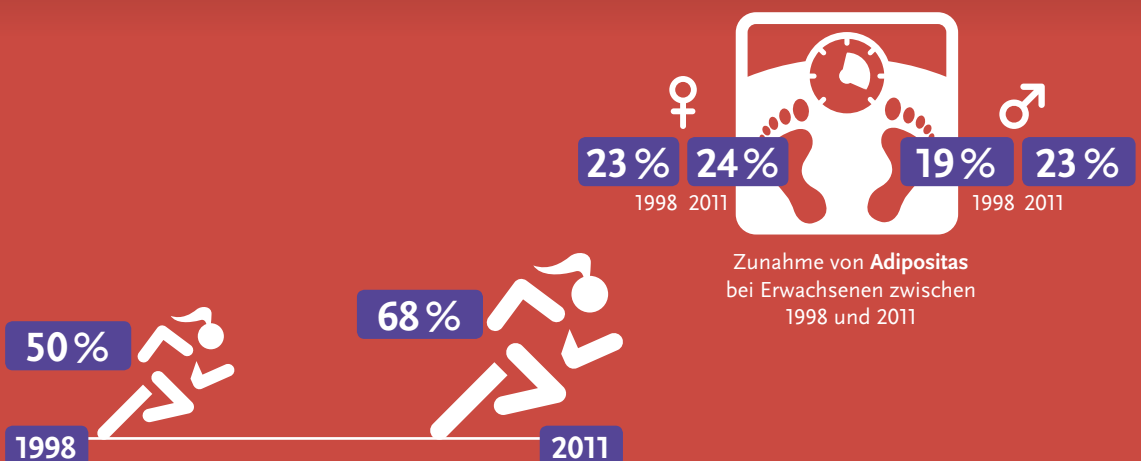 ♀
♂
23 % 24 %
19 % 23 %
1998 2011
1998 2011
Zunahme von Adipositas
bei Erwachsenen zwischen
1998 und 2011
50 %
68 %
1998
2011